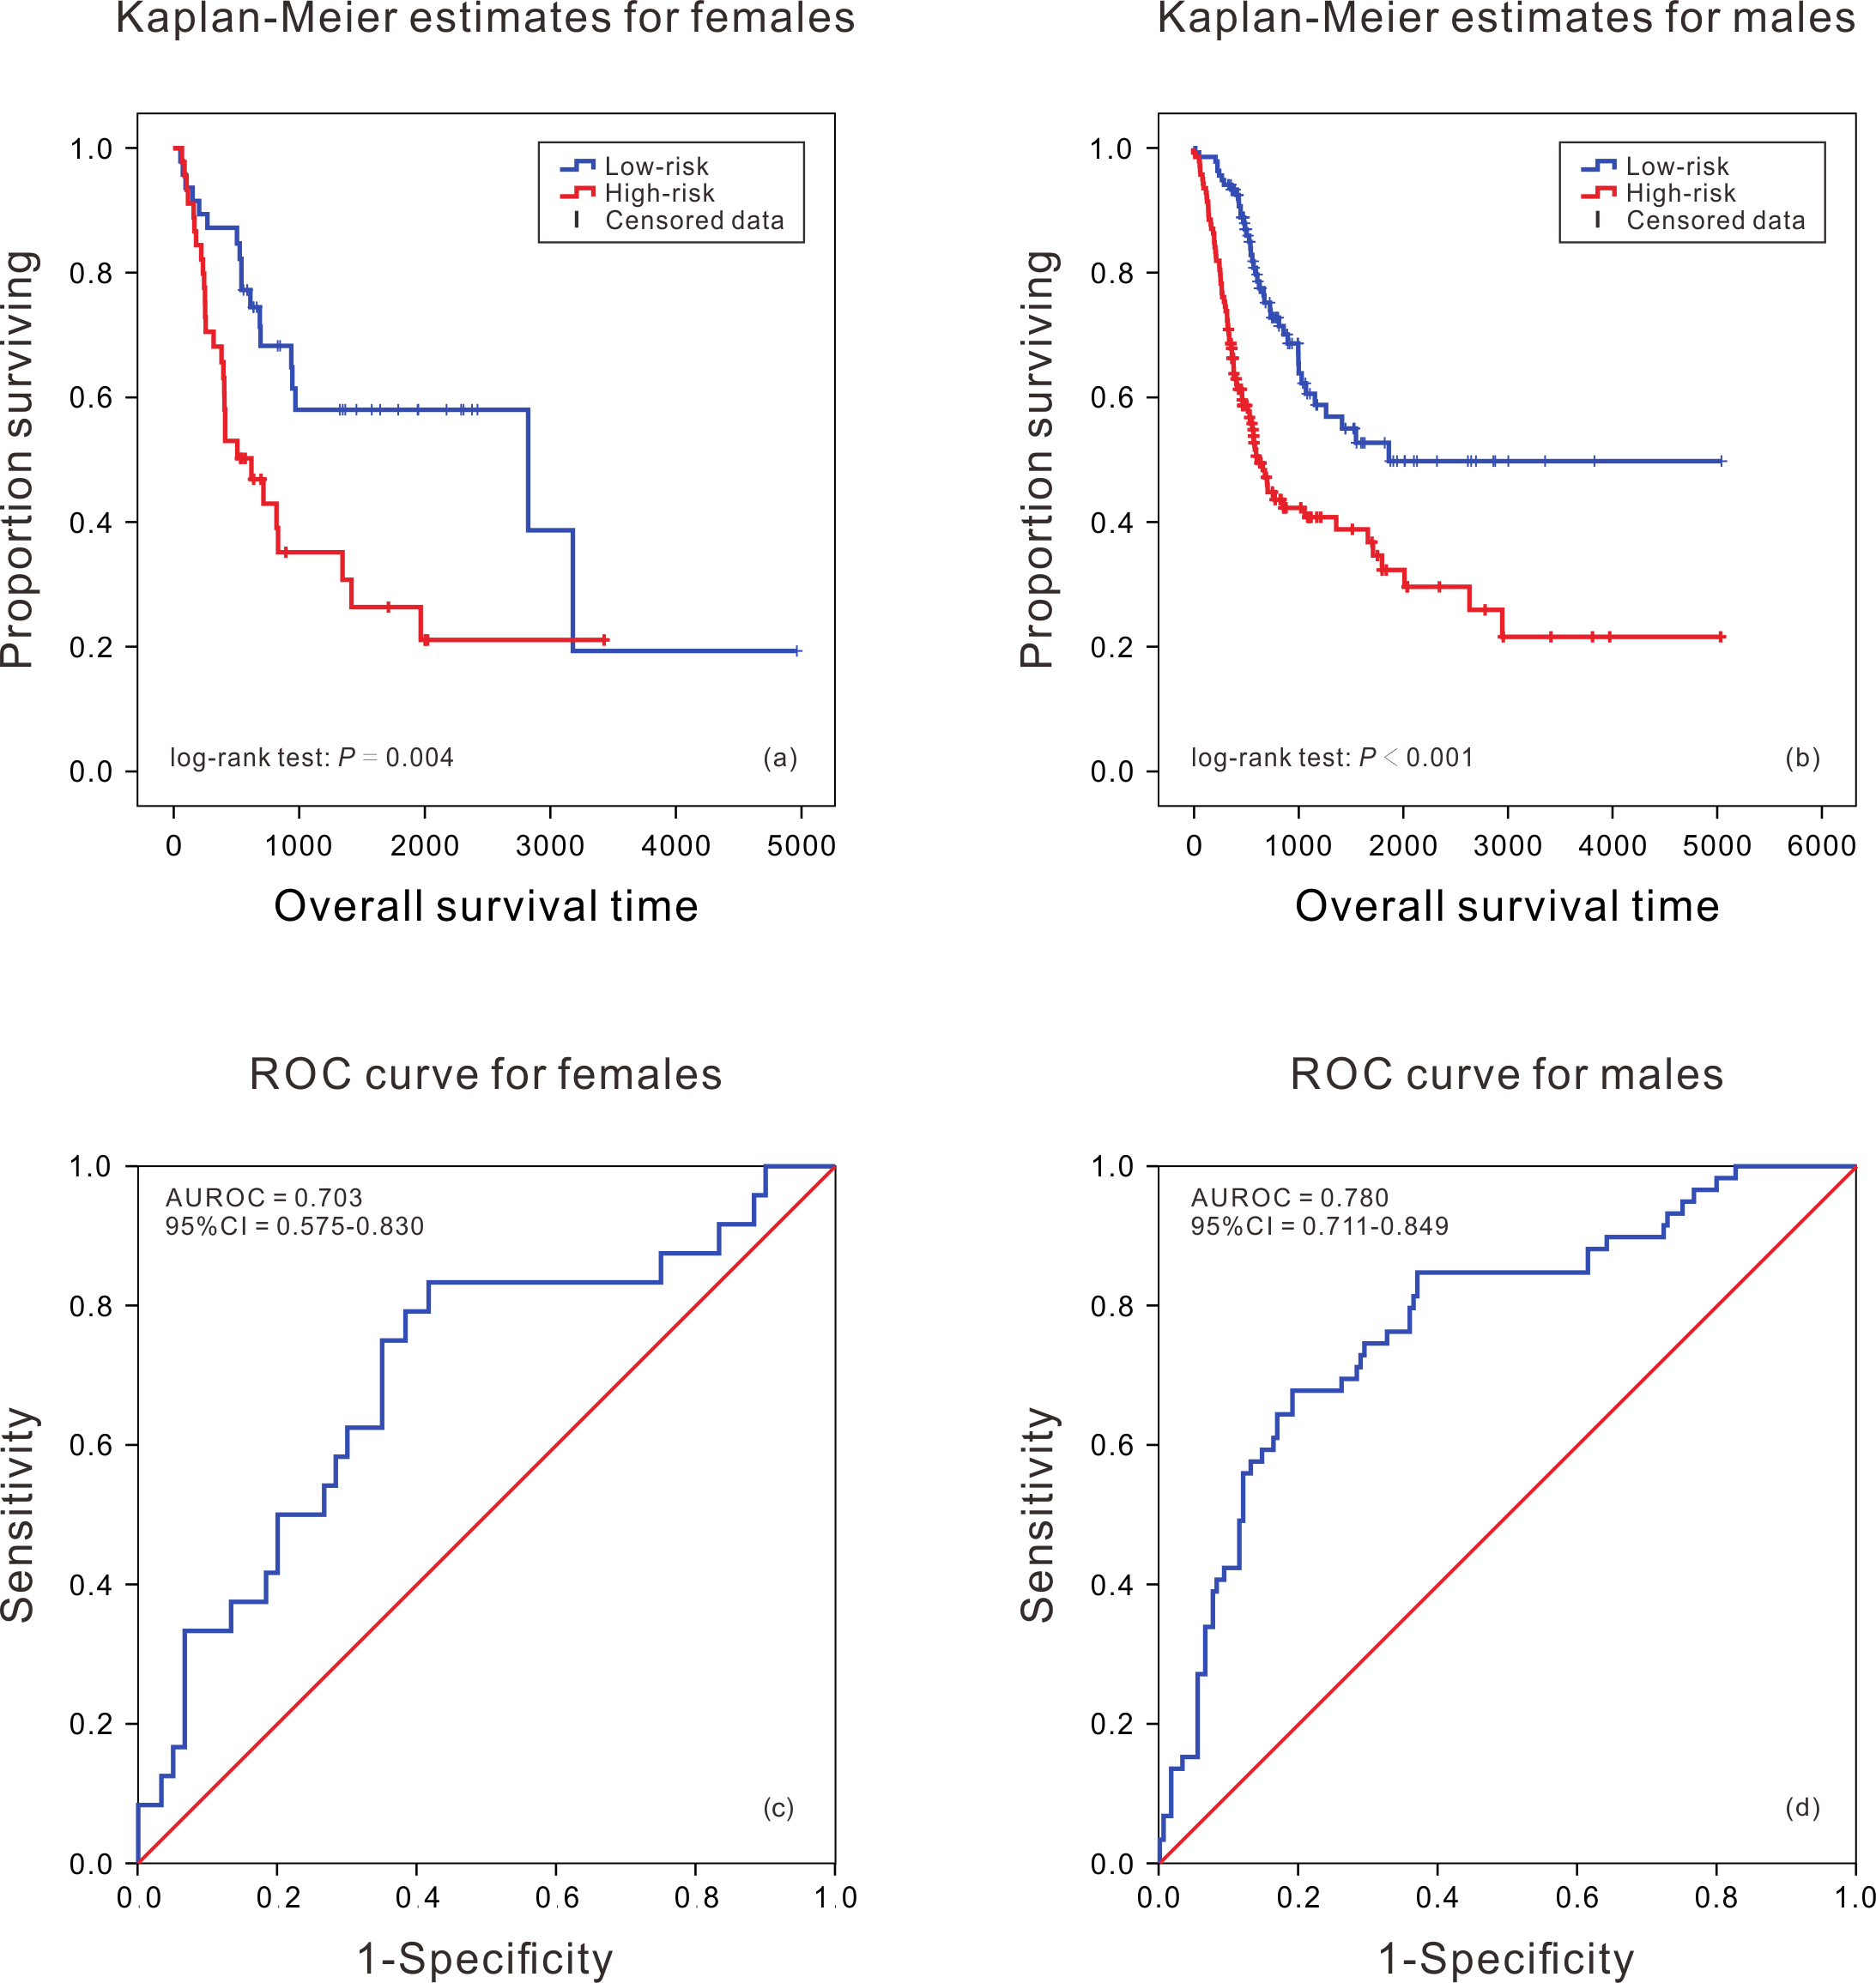 Kaplan-Meier estimates for females
Proportion surviving
1.0
0.8
0.6
0.4
0.2
0.0
Low-risk
High-risk
Censored data
log-rank test: P = 0.004
(a)
0 1000 2000 3000 4000 5000
Overall survival time
Kaplan-Meier estimates for males
Proportion surviving
1.0
0.8
0.6
0.4
0.2
0.0
Low-risk
High-risk
Censored data
log-rank test: P < 0.001
(b)
0 1000 2000 3000 4000 5000 6000
Overall survival time
ROC curve for females
Sensitivity
1.0
0.8
0.6
0.4
0.2
0.0
AUROC = 0.703
95%CI = 0.575-0.830
(c)
0.0 0.2 0.4 0.6 0.8 1.0
1-Specificity
ROC curve for males
Sensitivity
1.0
0.8
0.6
0.4
0.2
0.0
AUROC = 0.780
95%CI = 0.711-0.849
(d)
0.0 0.2 0.4 0.6 0.8 1.0
1-Specificity